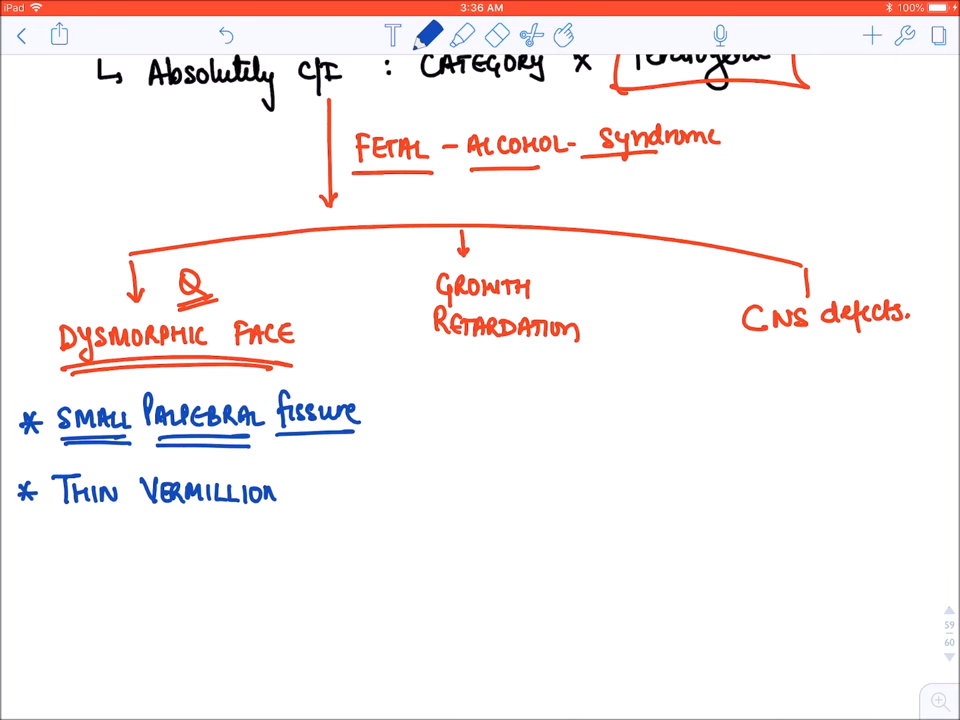 iPad 3:36 AM 100%
T
↳ Absolutely C/I : CATEGORY X
FETAL - ALCOHOL - Syndrome
Q
DYSMORPHIC FACE
GROWTH
RETARDATION
CNS defects.
* SMALL PALPEBRAL fissure
* THIN VERMILLION
59
60